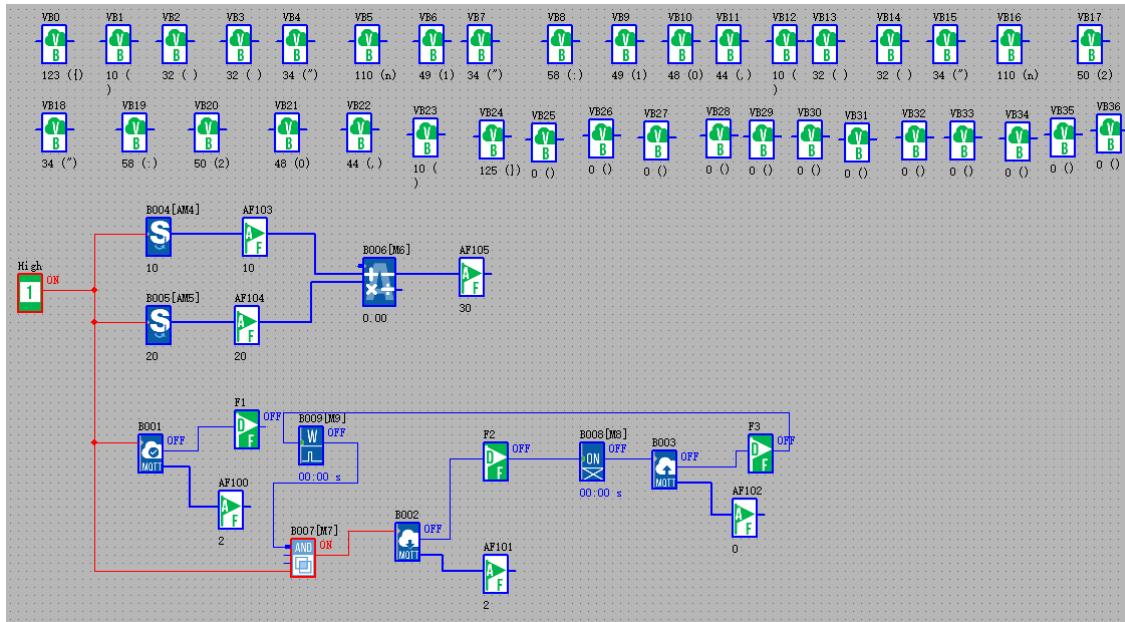 VB0 VB1 VB2 VB3 VB4 VB5 VB6 VB7 VB8 VB9 VB10 VB11 VB12 VB13 VB14 VB15 VB16 VB17
V V V V V V V V V V V V V V V V V V
B B B B B B B B B B B B B B B B B B
123 ({) 10 ( 32 ( ) 32 ( ) 34 (") 110 (n) 49 (1) 34 (") 58 (:) 49 (1) 48 (0) 44 (,) 10 ( 32 ( ) 32 ( ) 34 (") 110 (n) 50 (2)
) )
VB18 VB19 VB20 VB21 VB22 VB23 VB24 VB25 VB26 VB27 VB28 VB29 VB30 VB31 VB32 VB33 VB34 VB35 VB36
V V V V V V V V V V V V V V V V V V V
B B B B B B B B B B B B B B B B B B B
34 (") 58 (:) 50 (2) 48 (0) 44 (,) 10 ( 125 (}) 0 () 0 () 0 () 0 () 0 () 0 () 0 () 0 () 0 () 0 () 0 () 0 ()
)
B004[AM4] AF103
S A F
10 10
B006[M6] AF105
A F
0.00 30
High ON
1
B005[AM5] AF104
S A F
20 20
F1
D F OFF
B009[M9]
W OFF
00:00 s
B001
OFF
MQTT
AF100
A F
2
F2
D F OFF
B008[M8]
ON OFF
00:00 s
B003
OFF
MQTT
F3
D F OFF
AF102
A F
0
B007[M7]
AND ON
B002
OFF
MQTT
AF101
A F
2